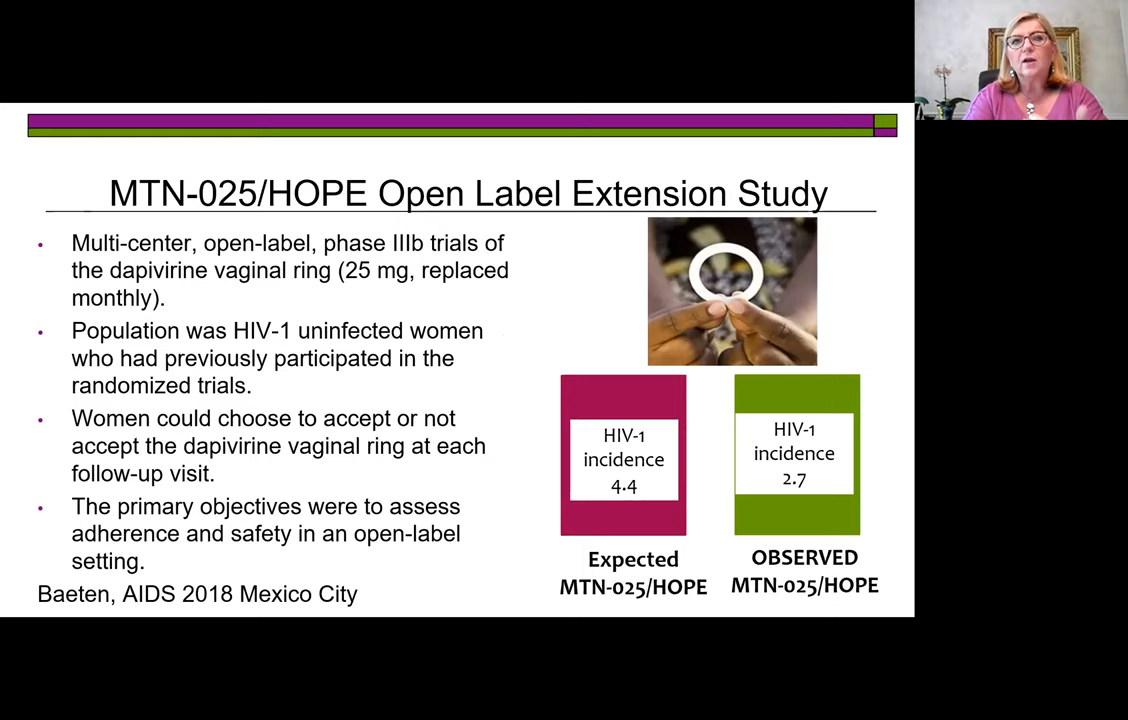 MTN-025/HOPE Open Label Extension Study
• Multi-center, open-label, phase IIIb trials of
the dapivirine vaginal ring (25 mg, replaced
monthly).
• Population was HIV-1 uninfected women
who had previously participated in the
randomized trials.
• Women could choose to accept or not
accept the dapivirine vaginal ring at each
follow-up visit.
• The primary objectives were to assess
adherence and safety in an open-label
setting.
Baeten, AIDS 2018 Mexico City
HIV-1
incidence
4.4
Expected
MTN-025/HOPE
HIV-1
incidence
2.7
OBSERVED
MTN-025/HOPE